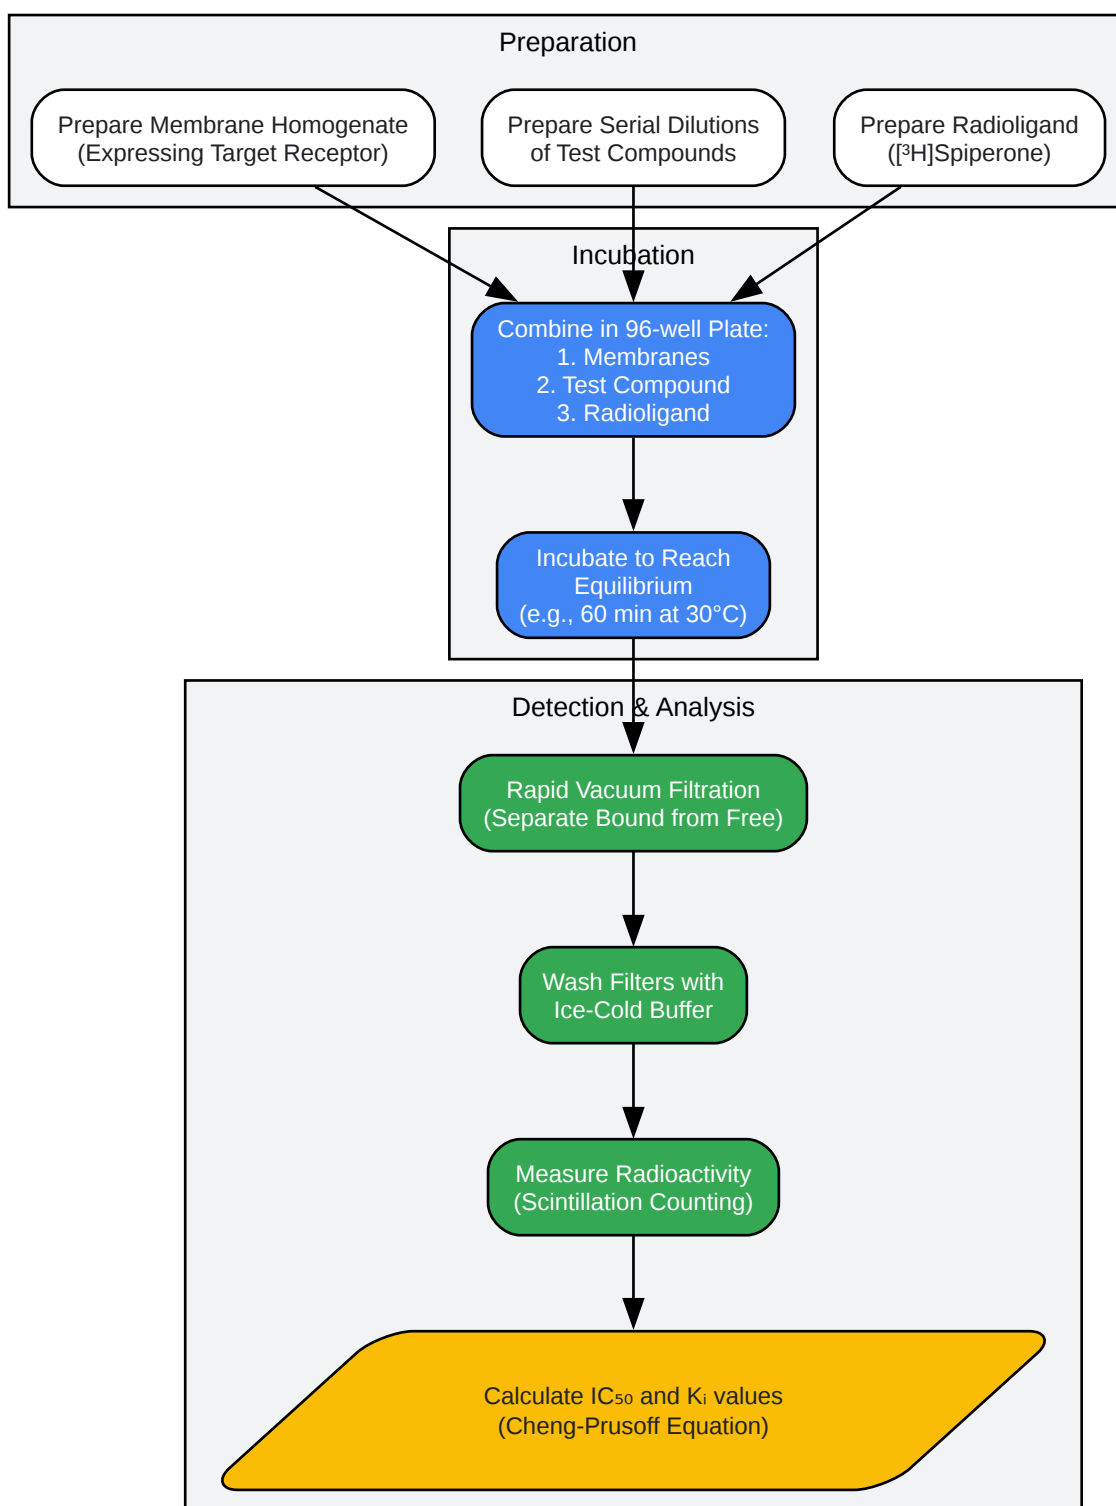 Preparation
Prepare Membrane Homogenate
(Expressing Target Receptor)
Prepare Serial Dilutions
of Test Compounds
Prepare Radioligand
([³H]Spiperone)
Incubation
Combine in 96-well Plate:
1. Membranes
2. Test Compound
3. Radioligand
Incubate to Reach
Equilibrium
(e.g., 60 min at 30°C)
Detection & Analysis
Rapid Vacuum Filtration
(Separate Bound from Free)
Wash Filters with
Ice-Cold Buffer
Measure Radioactivity
(Scintillation Counting)
Calculate IC₅₀ and Kᵢ values
(Cheng-Prusoff Equation)